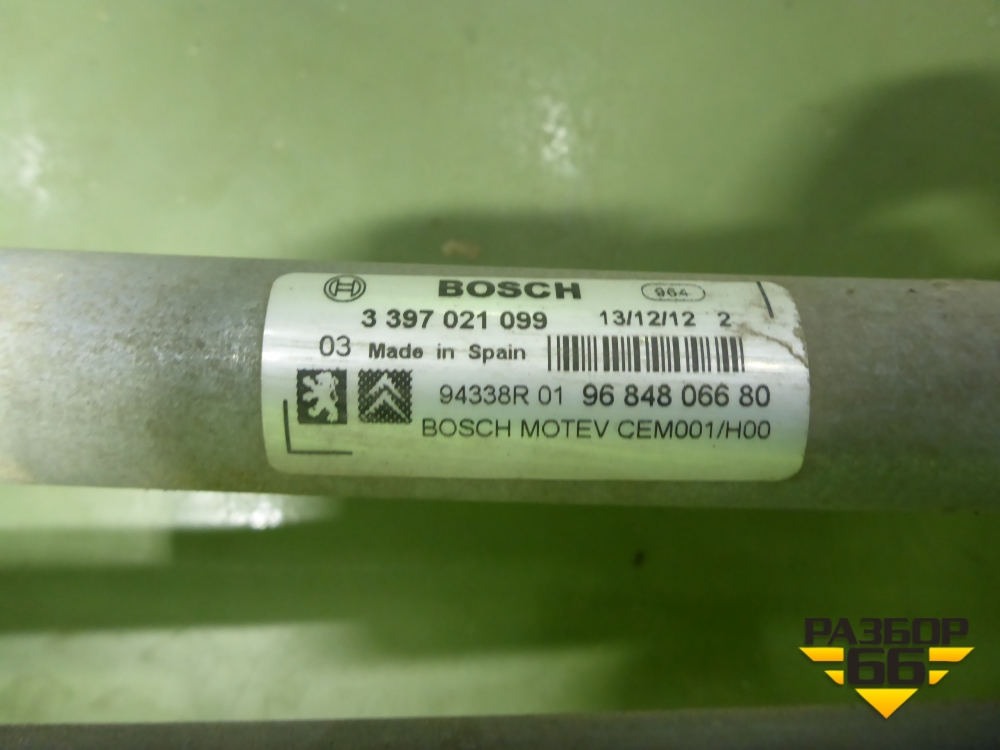 BOSCH 964
3 397 021 099 13/12/12 2
03 Made in Spain
94338R 01 96 848 066 80
BOSCH MOTEV CEM001/H00
РАЗБОР
66